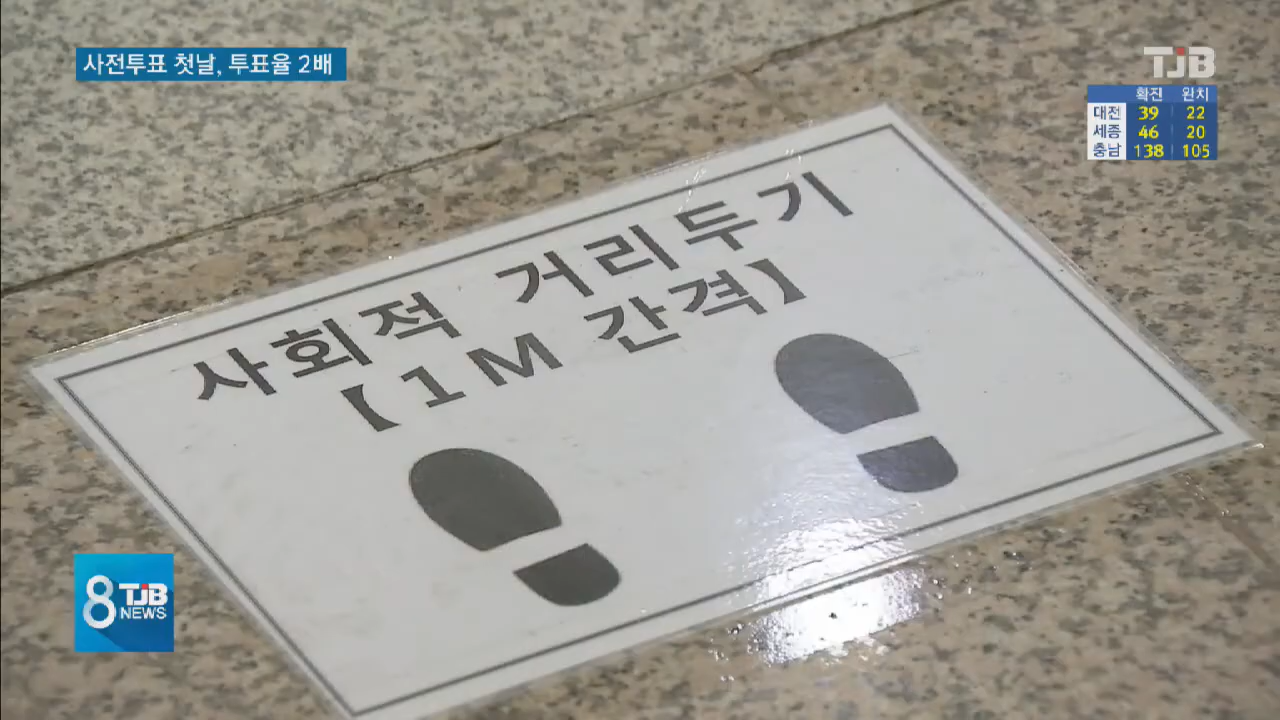 사전투표 첫날, 투표율 2배
TJB
확진 완치
대전 39 22
세종 46 20
충남 138 105
사회적 거리두기
【1M 간격】
8 TJB NEWS